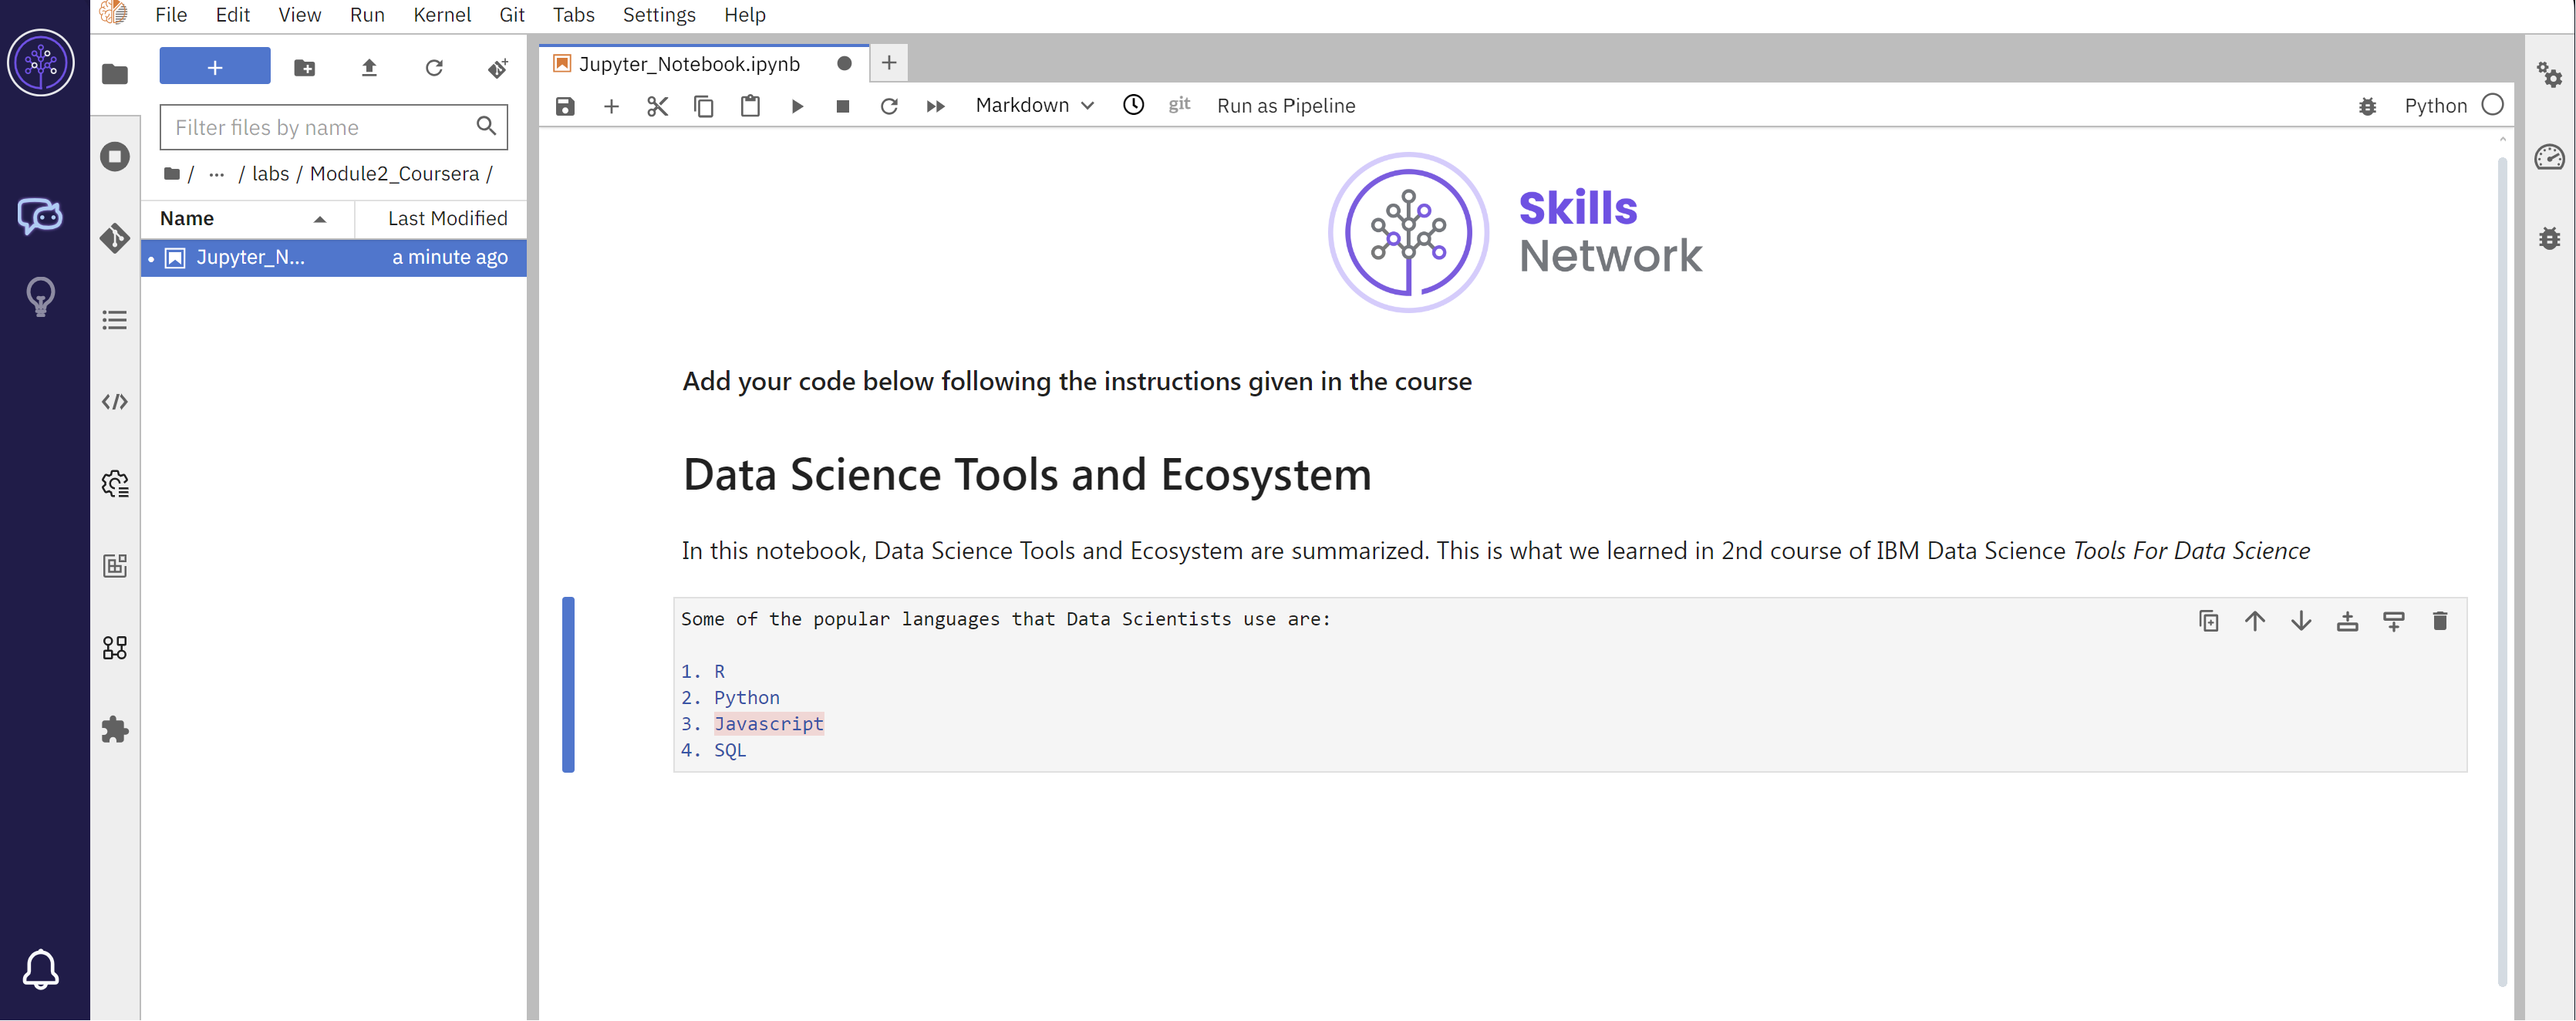 File Edit View Run Kernel Git Tabs Settings Help
+
Filter files by name
/ ... / labs / Module2_Coursera /
Name Last Modified
Jupyter_N... a minute ago
Jupyter_Notebook.ipynb
+
Markdown git Run as Pipeline Python
Skills
Network
Add your code below following the instructions given in the course
Data Science Tools and Ecosystem
In this notebook, Data Science Tools and Ecosystem are summarized. This is what we learned in 2nd course of IBM Data Science Tools For Data Science
Some of the popular languages that Data Scientists use are:
1. R
2. Python
3. Javascript
4. SQL